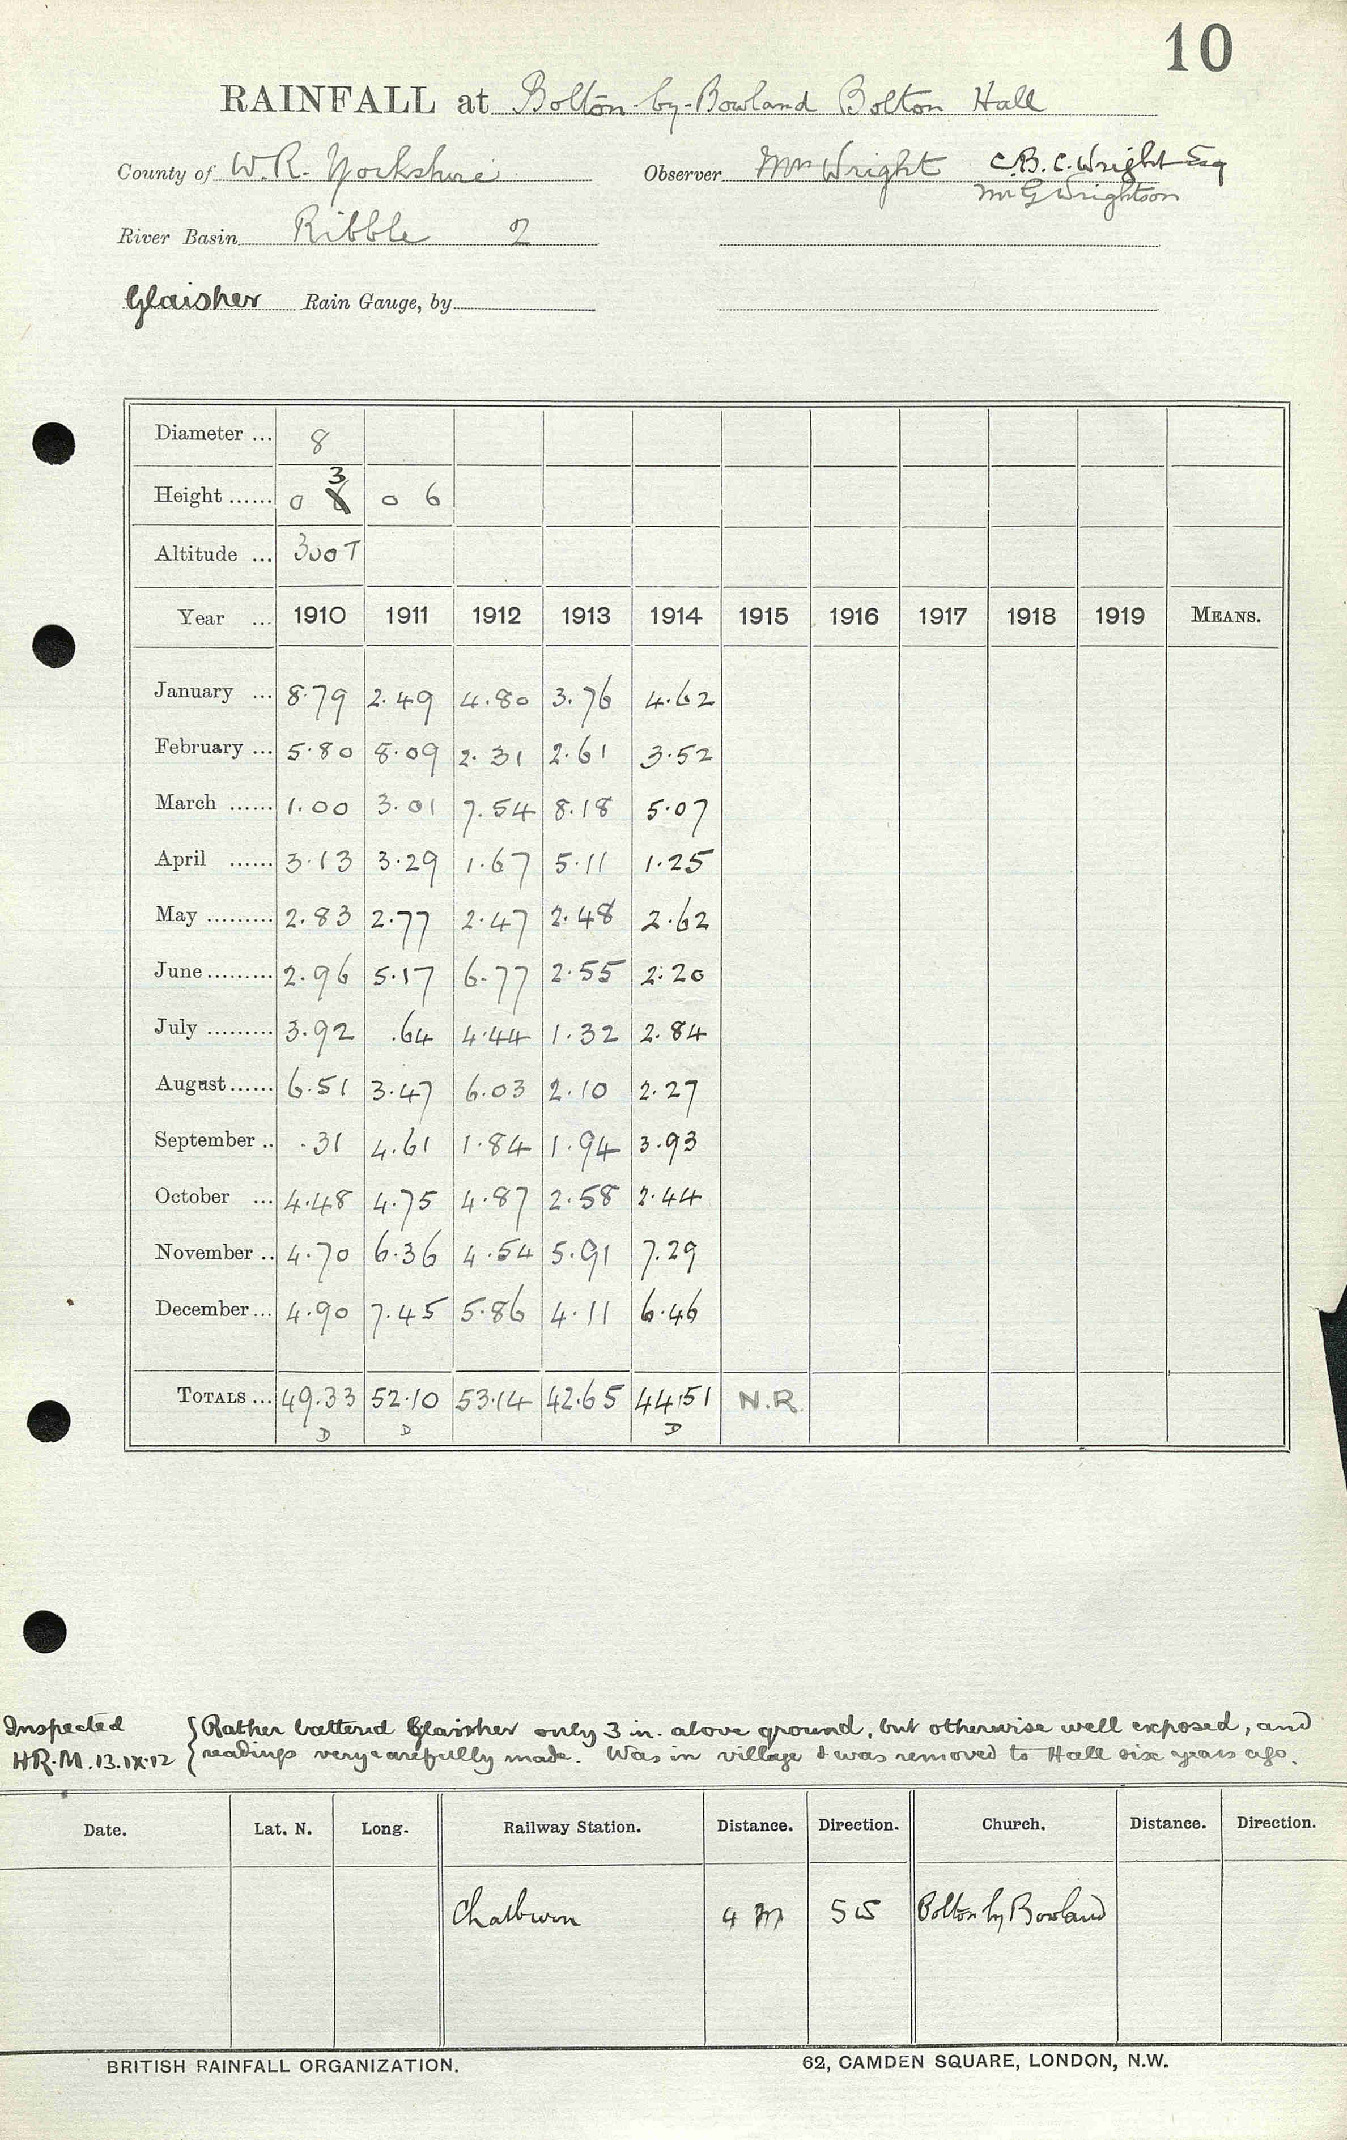 10
RAINFALL at Bolton-by-Bowland Bolton Hall
County of W.R. Yorkshire Observer Mr Wright C.B.C. Wright Esq
Mr G Wrightson
River Basin Ribble 2
Glaisher Rain Gauge, by
Diameter ... 8
Height ...... 0 8 3 0 6
Altitude ... 300 T
Year ... 1910 1911 1912 1913 1914 1915 1916 1917 1918 1919 MEANS.
January ... 8.79 2.49 4.80 3.76 4.62
February ... 5.80 8.09 2.31 2.61 3.52
March ...... 1.00 3.01 7.54 8.18 5.07
April ...... 3.13 3.29 1.67 5.11 1.25
May ......... 2.83 2.77 2.47 2.48 2.62
June ......... 2.96 5.17 6.77 2.55 2.20
July ......... 3.92 .64 4.44 1.32 2.84
August ...... 6.51 3.47 6.03 2.10 2.27
September .. .31 4.61 1.84 1.94 3.93
October ... 4.48 4.75 4.87 2.58 2.44
November .. 4.70 6.36 4.54 5.91 7.29
December ... 4.90 7.45 5.86 4.11 6.46
TOTALS ... 49.33 52.10 53.14 42.65 44.51 N.R.
D D D
Inspected { Rather battered Glaisher only 3 in. above ground, but otherwise well exposed, and
H.R.M. 13.IX.12 readings very carefully made. Was in village & was removed to Hall six years ago.
Date. Lat. N. Long. Railway Station. Distance. Direction. Church. Distance. Direction.
Chatburn 4 m SW Bolton by Bowland
BRITISH RAINFALL ORGANIZATION. 62, CAMDEN SQUARE, LONDON, N.W.